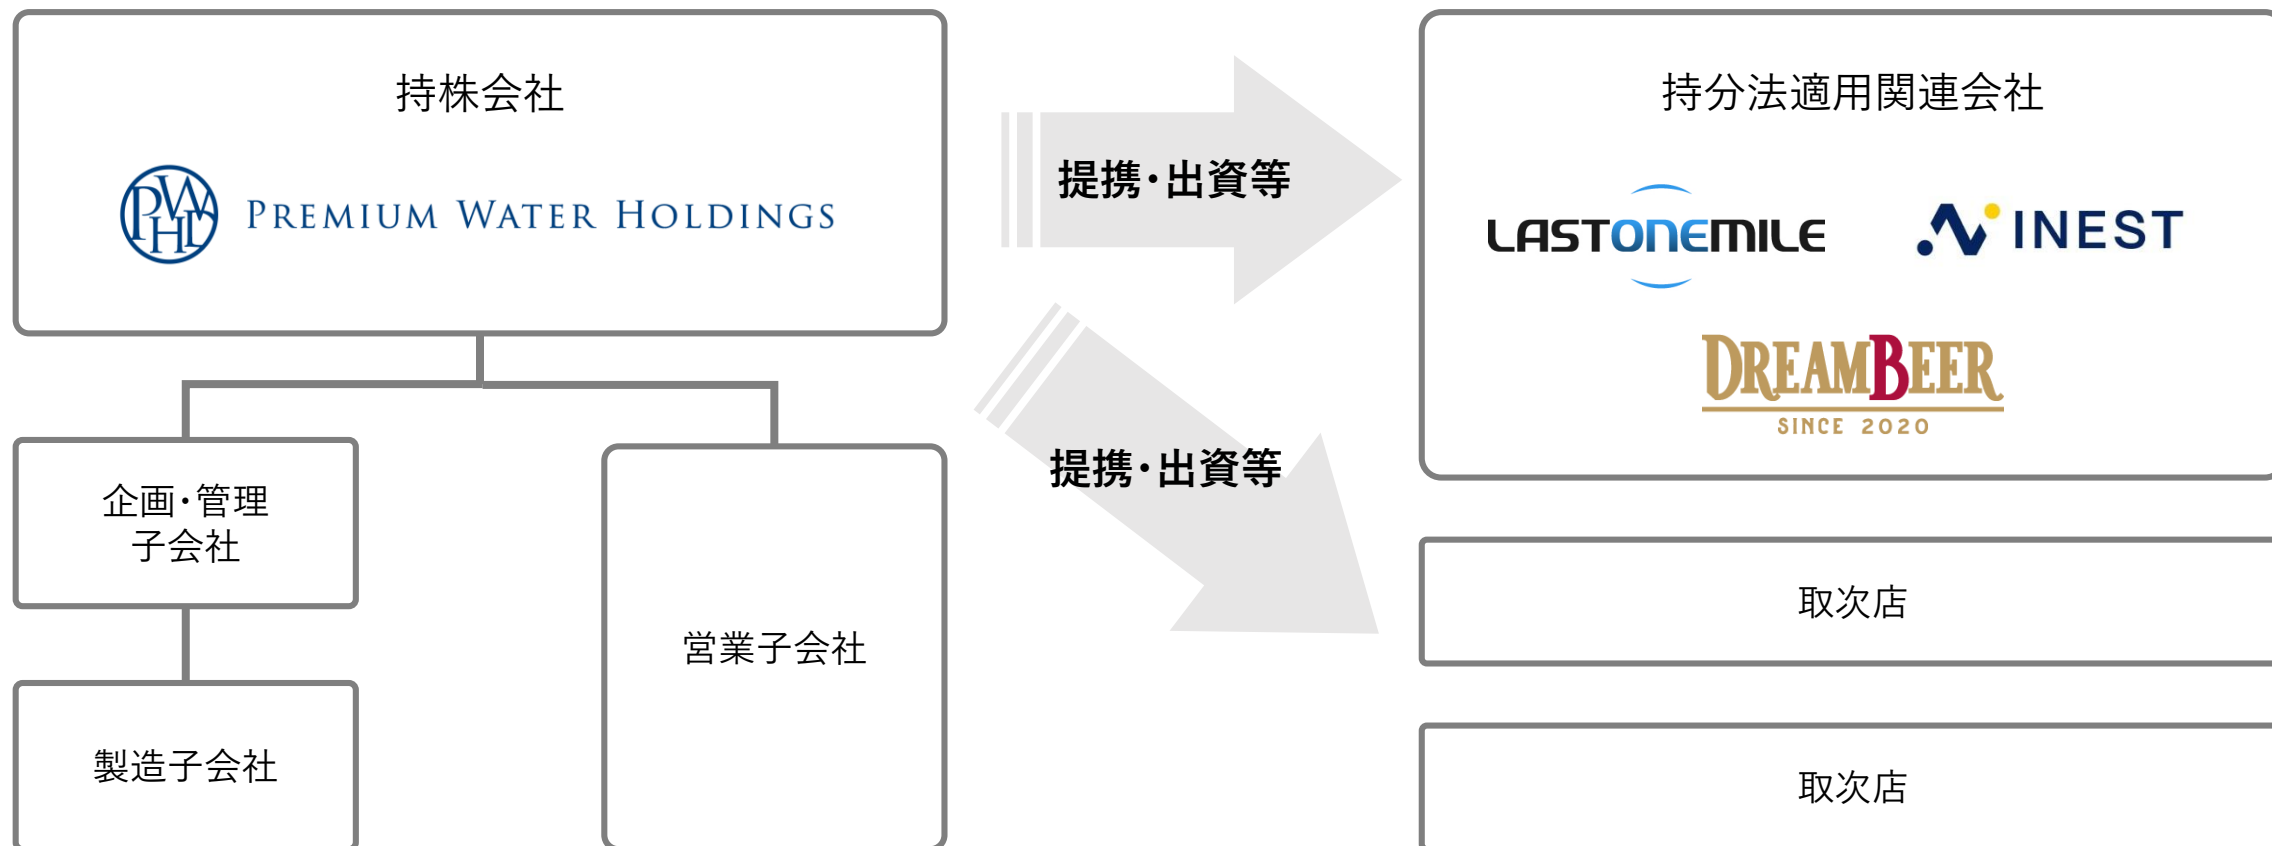 持株会社
PWHD
PREMIUM WATER HOLDINGS
企画・管理
子会社
製造子会社
営業子会社
提携・出資等
提携・出資等
持分法適用関連会社
LASTONEMILE
INEST
DREAMBEER
SINCE 2020
取次店
取次店